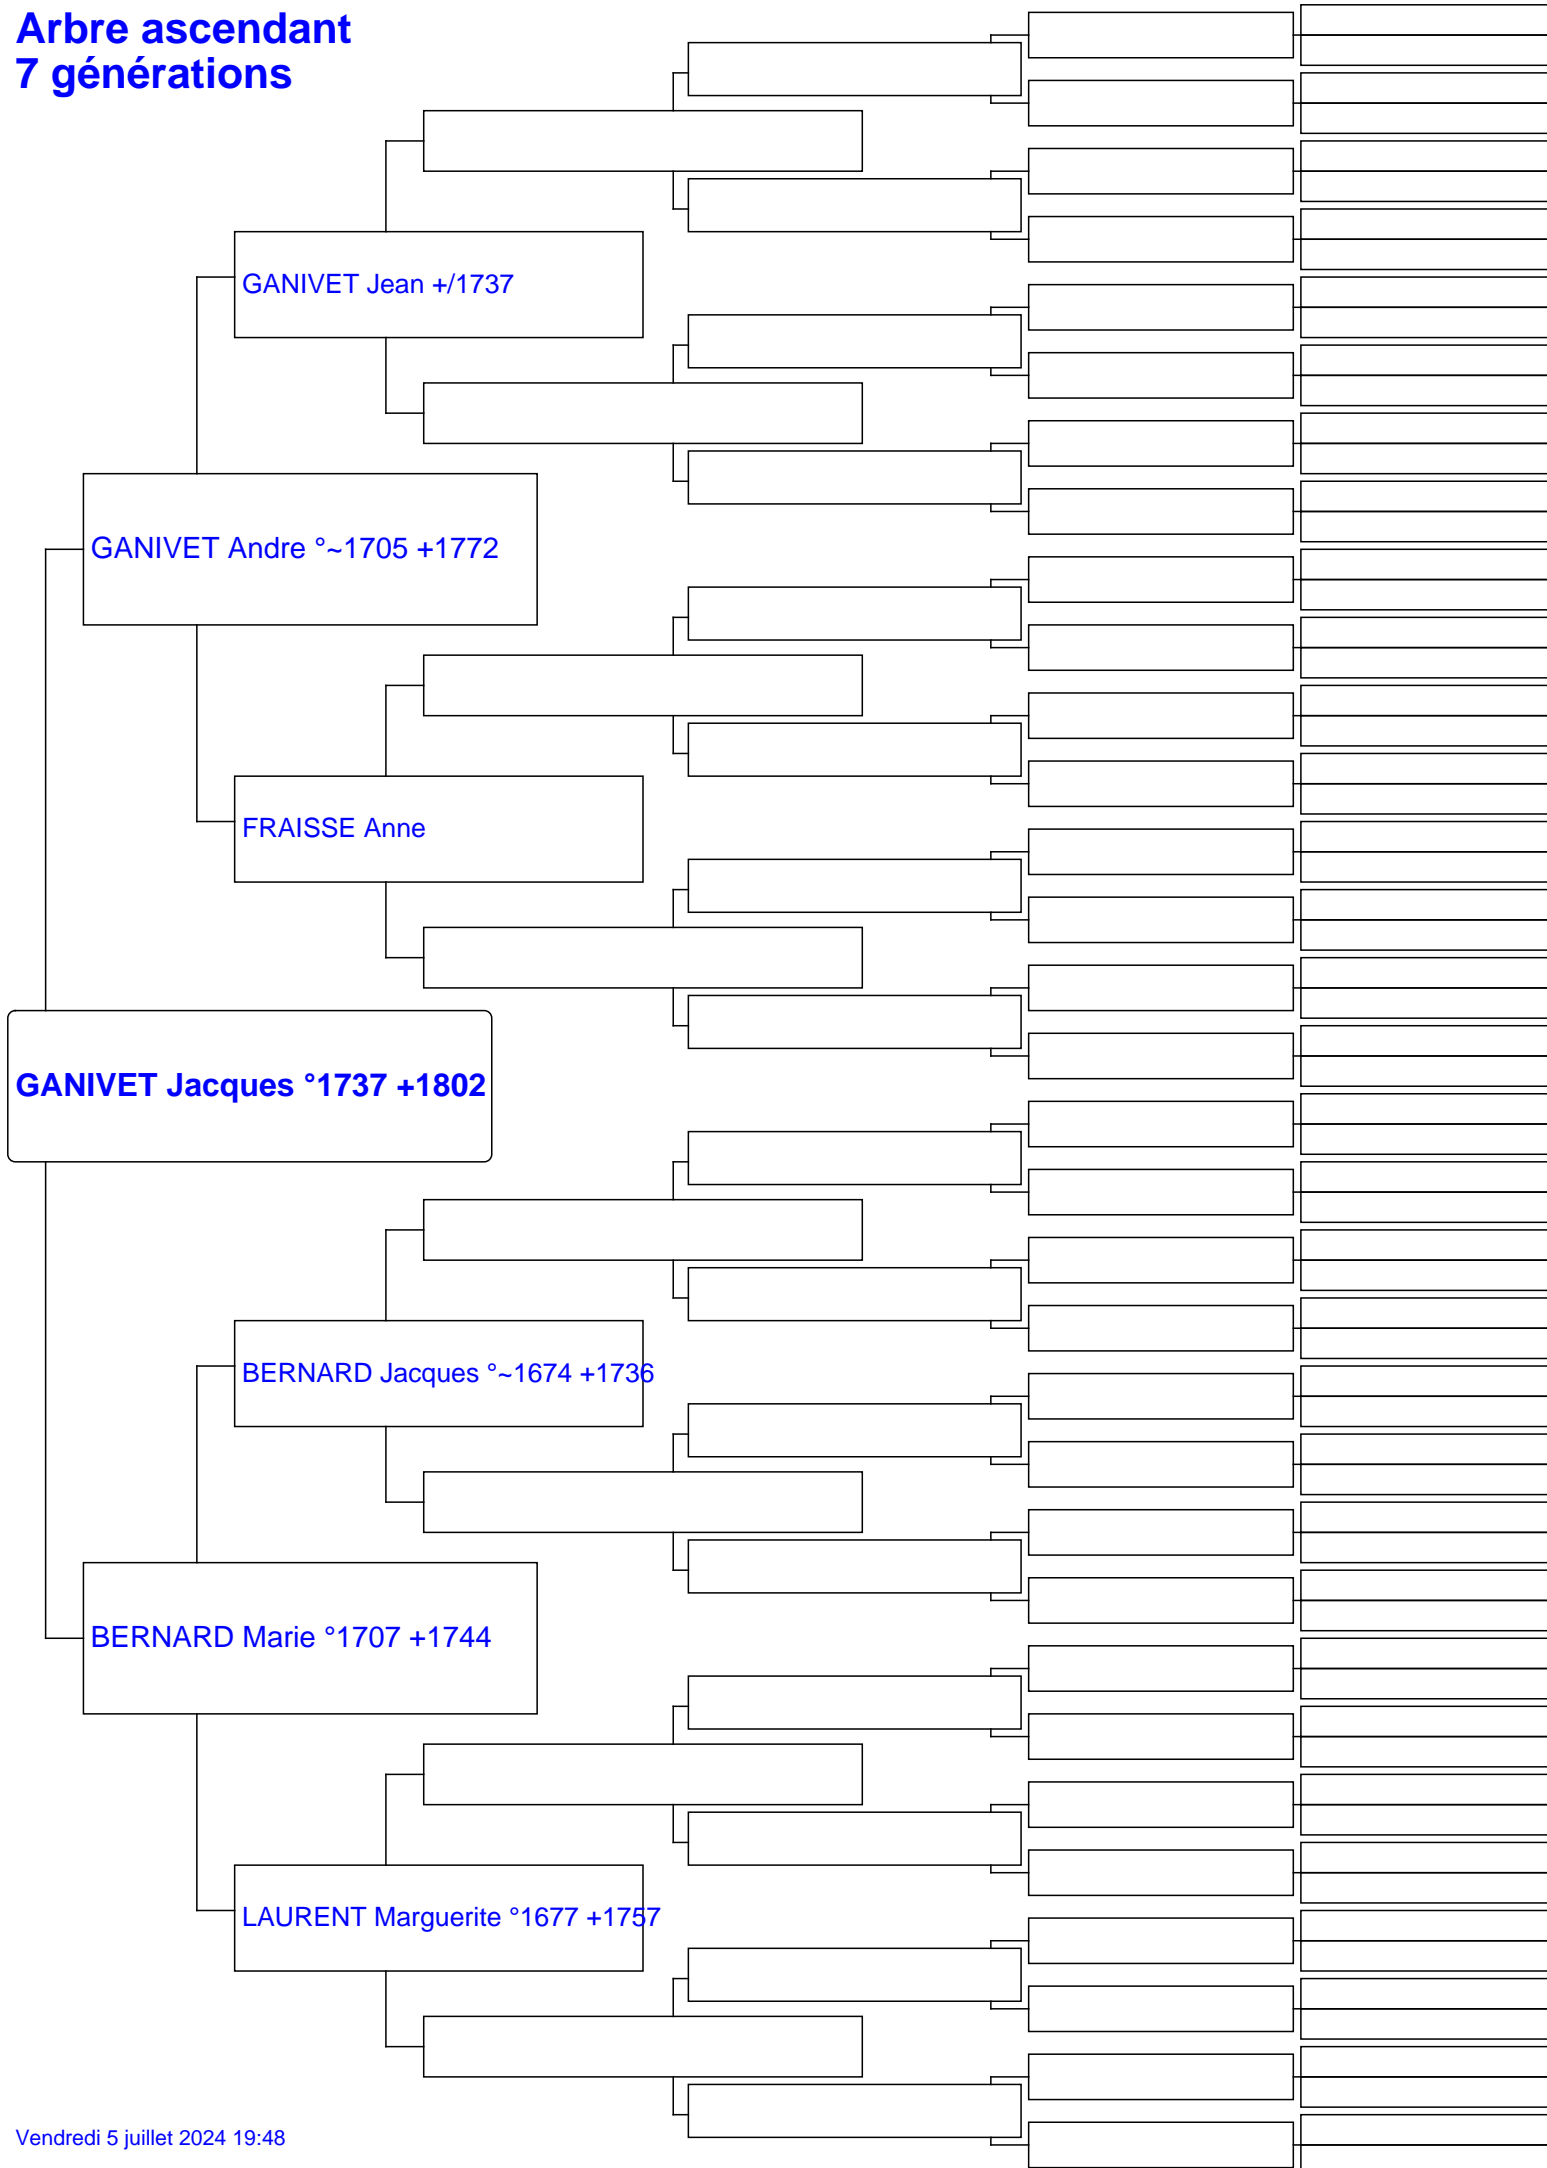 Arbre ascendant
7 générations
GANIVET Jean +/1737
GANIVET Andre °~1705 +1772
FRAISSE Anne
GANIVET Jacques °1737 +1802
BERNARD Jacques °~1674 +1736
BERNARD Marie °1707 +1744
LAURENT Marguerite °1677 +1757
Vendredi 5 juillet 2024 19:48